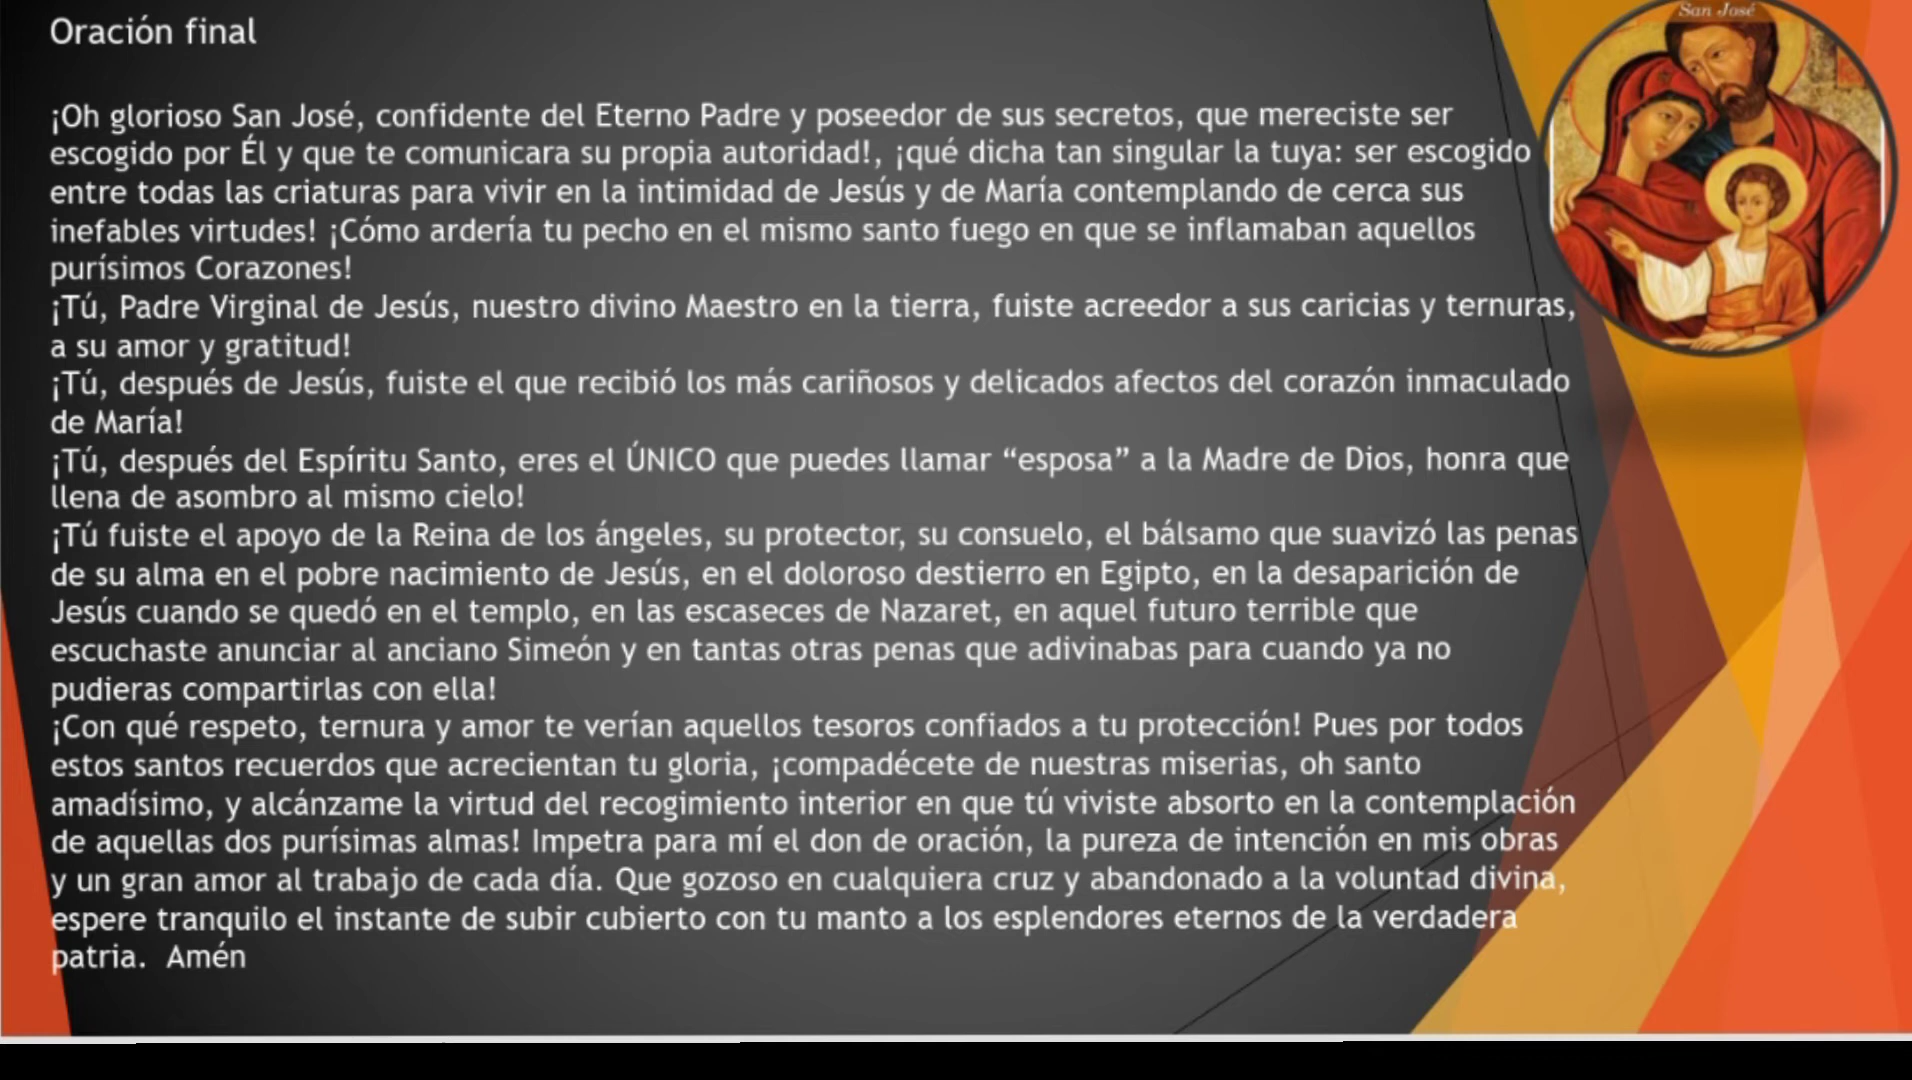 San José
Oración final
¡Oh glorioso San José, confidente del Eterno Padre y poseedor de sus secretos, que mereciste ser
escogido por Él y que te comunicara su propia autoridad!, ¡qué dicha tan singular la tuya: ser escogido
entre todas las criaturas para vivir en la intimidad de Jesús y de María contemplando de cerca sus
inefables virtudes! ¡Cómo ardería tu pecho en el mismo santo fuego en que se inflamaban aquellos
purísimos Corazones!
¡Tú, Padre Virginal de Jesús, nuestro divino Maestro en la tierra, fuiste acreedor a sus caricias y ternuras,
a su amor y gratitud!
¡Tú, después de Jesús, fuiste el que recibió los más cariñosos y delicados afectos del corazón inmaculado
de María!
¡Tú, después del Espíritu Santo, eres el ÚNICO que puedes llamar “esposa” a la Madre de Dios, honra que
llena de asombro al mismo cielo!
¡Tú fuiste el apoyo de la Reina de los ángeles, su protector, su consuelo, el bálsamo que suavizó las penas
de su alma en el pobre nacimiento de Jesús, en el doloroso destierro en Egipto, en la desaparición de
Jesús cuando se quedó en el templo, en las escaseces de Nazaret, en aquel futuro terrible que
escuchaste anunciar al anciano Simeón y en tantas otras penas que adivinabas para cuando ya no
pudieras compartirlas con ella!
¡Con qué respeto, ternura y amor te verían aquellos tesoros confiados a tu protección! Pues por todos
estos santos recuerdos que acrecientan tu gloria, ¡compadécete de nuestras miserias, oh santo
amadísimo, y alcánzame la virtud del recogimiento interior en que tú viviste absorto en la contemplación
de aquellas dos purísimas almas! Impetra para mí el don de oración, la pureza de intención en mis obras
y un gran amor al trabajo de cada día. Que gozoso en cualquiera cruz y abandonado a la voluntad divina,
espere tranquilo el instante de subir cubierto con tu manto a los esplendores eternos de la verdadera
patria.  Amén